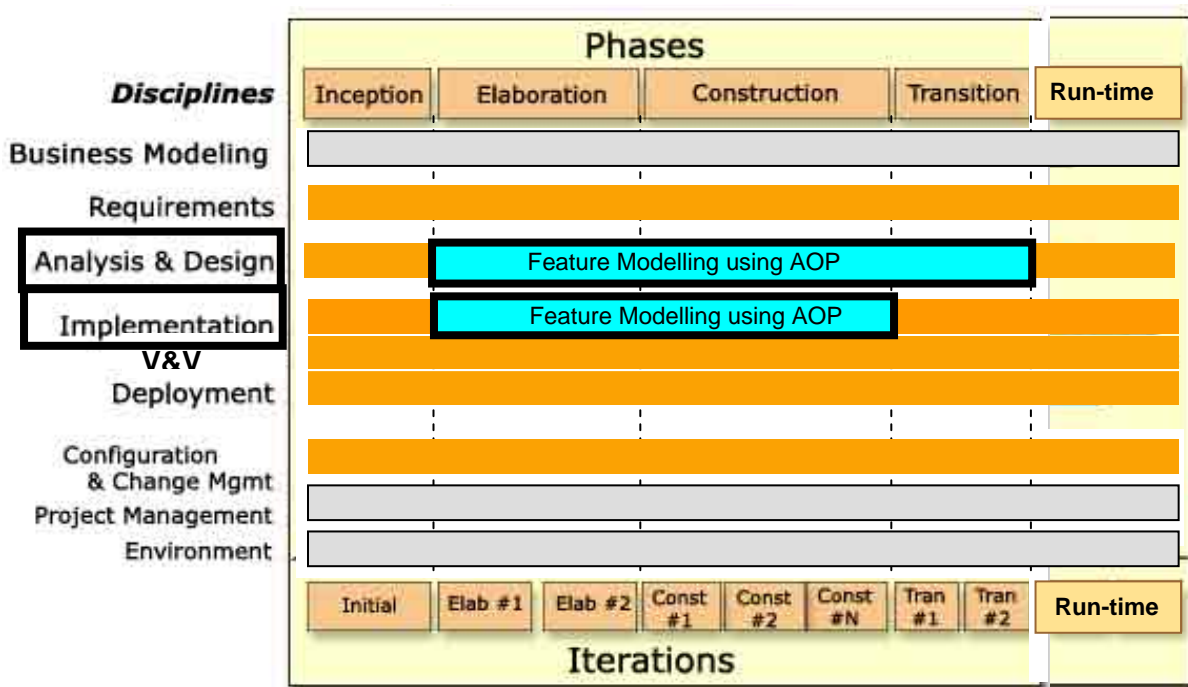 Phases
Disciplines
Inception
Elaboration
Construction
Transition
Run-time
Business Modeling
Requirements
Analysis & Design
Feature Modelling using AOP
Implementation
Feature Modelling using AOP
V&V
Deployment
Configuration
& Change Mgmt
Project Management
Environment
Initial
Elab #1
Elab #2
Const
#1
Const
#2
Const
#N
Tran
#1
Tran
#2
Run-time
Iterations